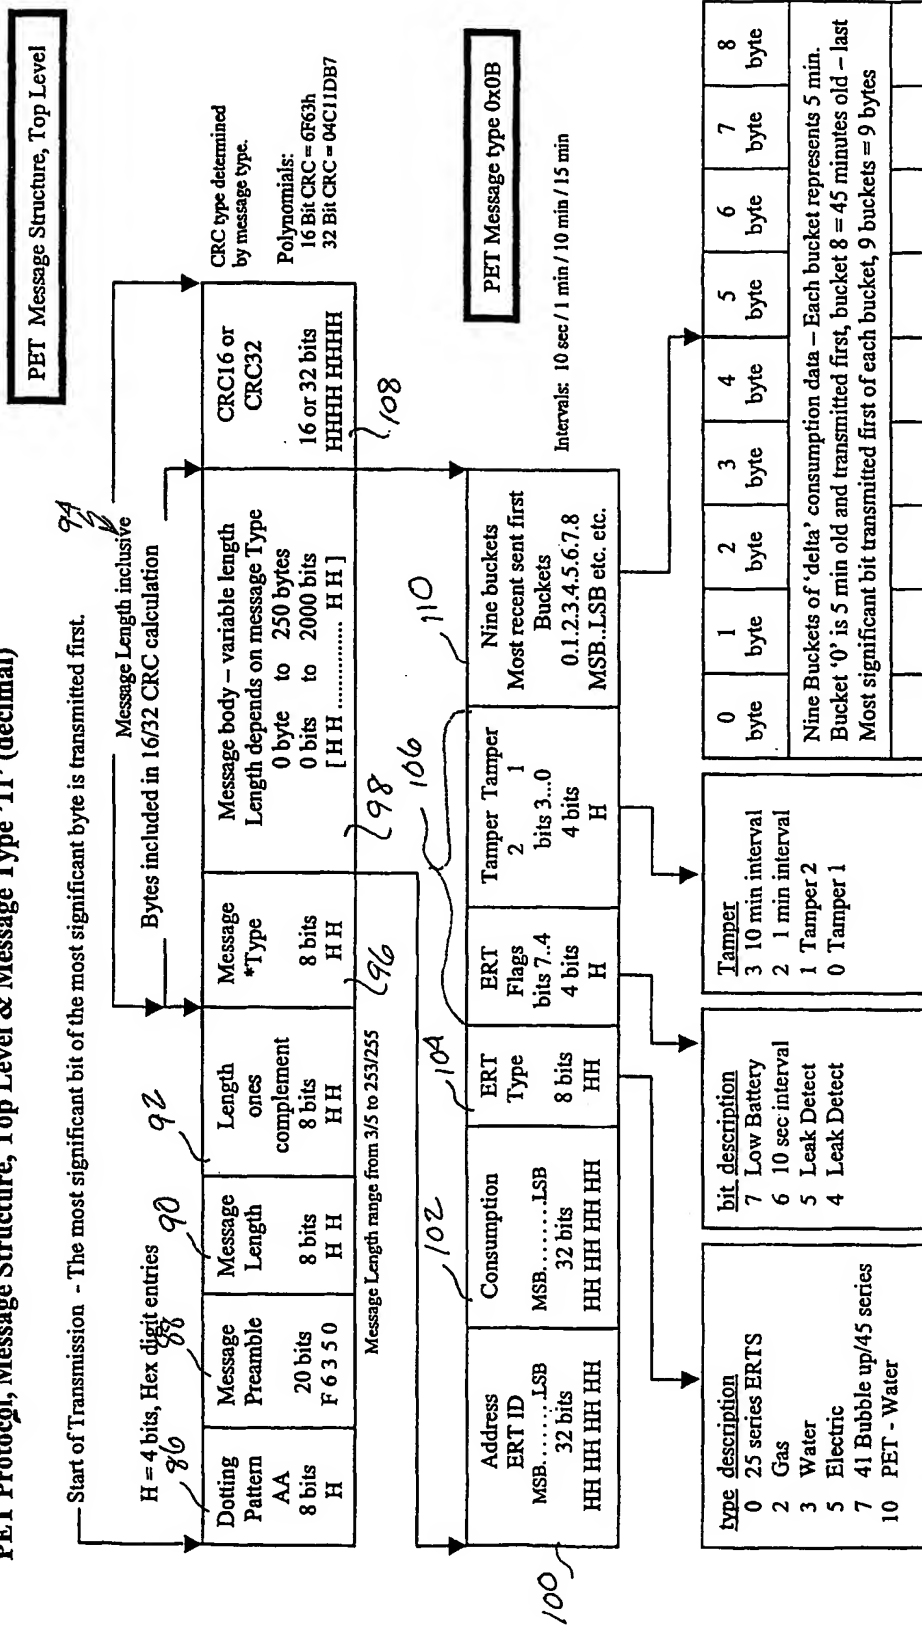 PET Protocol, Message Structure, Top Level & Message Type '11' (decimal)
PET Message Structure, Top Level
Start of Transmission - The most significant bit of the most significant byte is transmitted first.
94
Message Length inclusive
H = 4 bits, Hex digit entries
Bytes included in 16/32 CRC calculation
86
88
90
92
Dotting
Pattern
AA
8 bits
H
Message
Preamble
20 bits
F 6 3 5 0
Message
Length
8 bits
H H
Length
ones
complement
8 bits
H H
Message
*Type
8 bits
H H
Message body – variable length
Length depends on message Type
0 byte to 250 bytes
0 bits to 2000 bits
[ H H ................ H H ]
CRC16 or
CRC32
16 or 32 bits
HHHH HHHH
CRC type determined
by message type.
Polynomials:
16 Bit CRC = 6F63h
32 Bit CRC = 04C11DB7
Message Length range from 3/5 to 253/255
96
98
108
PET Message type 0x0B
Intervals: 10 sec / 1 min / 10 min / 15 min
100
102
104
106
110
Address
ERT ID
MSB.........LSB
32 bits
HH HH HH HH
Consumption
MSB.........LSB
32 bits
HH HH HH HH
ERT
Type
8 bits
HH
ERT
Flags
bits 7..4
4 bits
H
Tamper Tamper
2 1
bits 3...0
4 bits
H
Nine buckets
Most recent sent first
Buckets
0.1.2.3.4.5.6.7.8
MSB..LSB etc. etc.
type description
0 25 series ERTS
2 Gas
3 Water
5 Electric
7 41 Bubble up/45 series
10 PET - Water
bit description
7 Low Battery
6 10 sec interval
5 Leak Detect
4 Leak Detect
Tamper
3 10 min interval
2 1 min interval
1 Tamper 2
0 Tamper 1
0 1 2 3 4 5 6 7 8
byte byte byte byte byte byte byte byte byte
Nine Buckets of 'delta' consumption data – Each bucket represents 5 min.
Bucket '0' is 5 min old and transmitted first, bucket 8 = 45 minutes old – last
Most significant bit transmitted first of each bucket, 9 buckets = 9 bytes